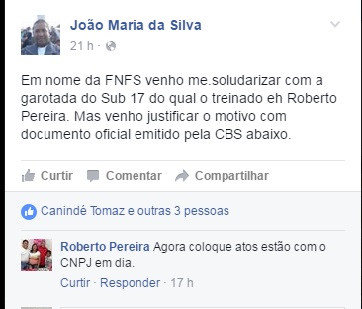 João Maria da Silva
21 h ·
Em nome da FNFS venho me.soludarizar com a
garotada do Sub 17 do qual o treinado eh Roberto
Pereira. Mas venho justificar o motivo com
documento oficial emitido pela CBS abaixo.
Curtir Comentar Compartilhar
Canindé Tomaz e outras 3 pessoas
Roberto Pereira Agora coloque atos estão com o
CNPJ em dia.
Curtir · Responder · 17 h